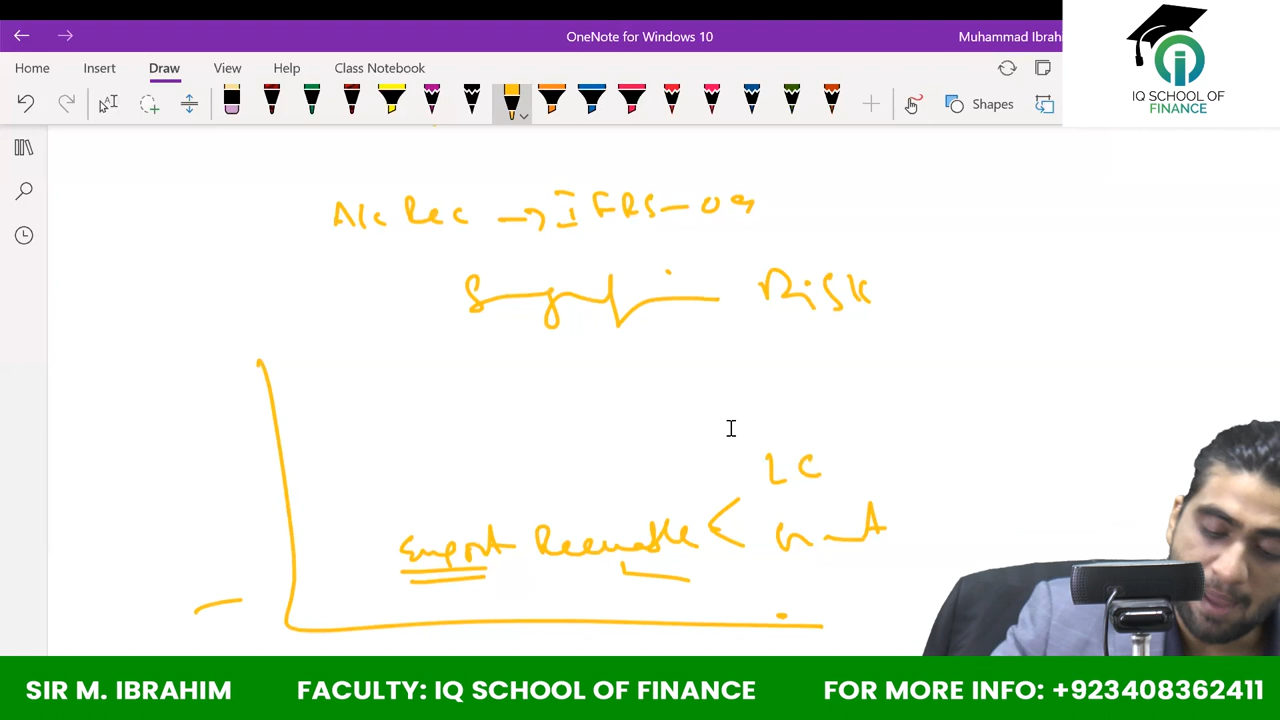 OneNote for Windows 10
Muhammad Ibrah
Home Insert Draw View Help Class Notebook
Shapes
IQ SCHOOL OF
FINANCE
A/c Rec → IFRS-09
Risk
LC
Export Receivable <
SIR M. IBRAHIM FACULTY: IQ SCHOOL OF FINANCE FOR MORE INFO: +923408362411